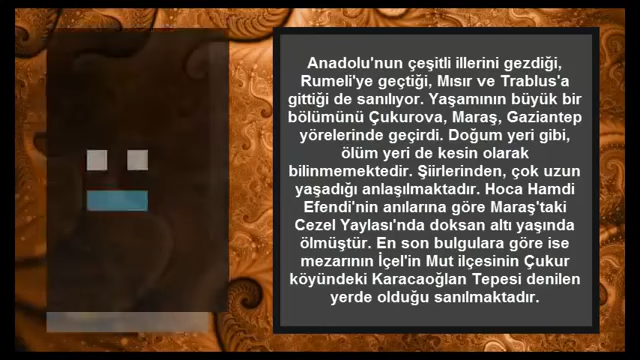 Anadolu'nun çeşitli illerini gezdiği,
Rumeli'ye geçtiği, Mısır ve Trablus'a
gittiği de sanılıyor. Yaşamının büyük bir
bölümünü Çukurova, Maraş, Gaziantep
yörelerinde geçirdi. Doğum yeri gibi,
ölüm yeri de kesin olarak
bilinmemektedir. Şiirlerinden, çok uzun
yaşadığı anlaşılmaktadır. Hoca Hamdi
Efendi'nin anılarına göre Maraş'taki
Cezel Yaylası'nda doksan altı yaşında
ölmüştür. En son bulgulara göre ise
mezarının İçel'in Mut ilçesinin Çukur
köyündeki Karacaoğlan Tepesi denilen
yerde olduğu sanılmaktadır.